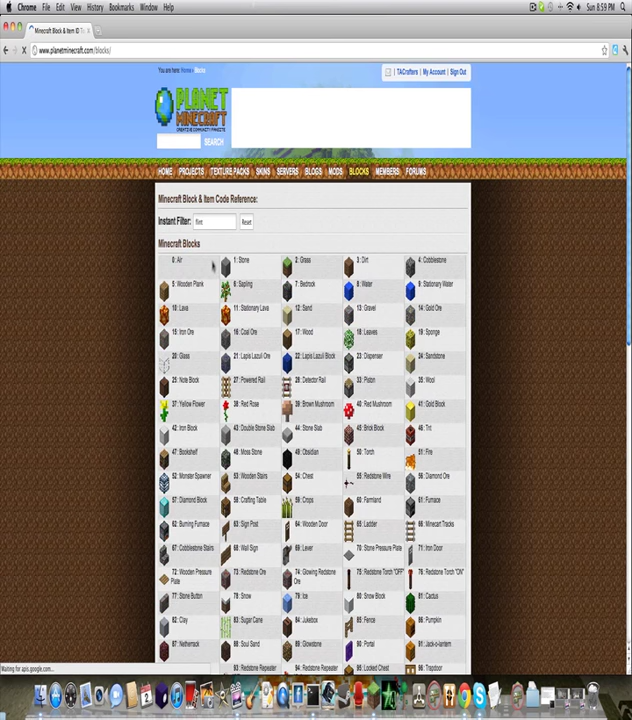 Chrome File Edit View History Bookmarks Window Help
Sun 8:59 PM
Minecraft Block & Item ID
www.planetminecraft.com/blocks/
You are here: Home » Blocks
TACrafters | My Account | Sign Out
PLANET
MINECRAFT
CREATIVE COMMUNITY FANSITE
SEARCH
HOME PROJECTS TEXTURE PACKS SKINS SERVERS BLOGS MODS BLOCKS MEMBERS FORUMS
Minecraft Block & Item Code Reference:
Instant Filter: Reset
Minecraft Blocks
0: Air 1: Stone 2: Grass 3: Dirt 4: Cobblestone
5: Wooden Plank 6: Sapling 7: Bedrock 8: Water 9: Stationary Water
10: Lava 11: Stationary Lava 12: Sand 13: Gravel 14: Gold Ore
15: Iron Ore 16: Coal Ore 17: Wood 18: Leaves 19: Sponge
20: Glass 21: Lapis Lazuli Ore 22: Lapis Lazuli Block 23: Dispenser 24: Sandstone
25: Note Block 27: Powered Rail 28: Detector Rail 33: Piston 35: Wool
37: Yellow Flower 38: Red Rose 39: Brown Mushroom 40: Red Mushroom 41: Gold Block
42: Iron Block 43: Double Stone Slab 44: Stone Slab 45: Brick Block 46: Tnt
47: Bookshelf 48: Moss Stone 49: Obsidian 50: Torch 51: Fire
52: Monster Spawner 53: Wooden Stairs 54: Chest 55: Redstone Wire 56: Diamond Ore
57: Diamond Block 58: Crafting Table 59: Crops 60: Farmland 61: Furnace
62: Burning Furnace 63: Sign Post 64: Wooden Door 65: Ladder 66: Minecart Tracks
67: Cobblestone Stairs 68: Wall Sign 69: Lever 70: Stone Pressure Plate 71: Iron Door
72: Wooden Pressure Plate 73: Redstone Ore 74: Glowing Redstone Ore 75: Redstone Torch "OFF" 76: Redstone Torch "ON"
77: Stone Button 78: Snow 79: Ice 80: Snow Block 81: Cactus
82: Clay 83: Sugar Cane 84: Jukebox 85: Fence 86: Pumpkin
87: Netherrack 88: Soul Sand 89: Glowstone 90: Portal 91: Jack-o-lantern
93: Redstone Repeater 94: Redstone Repeater 95: Locked Chest 96: Trapdoor
Waiting for apis.google.com...